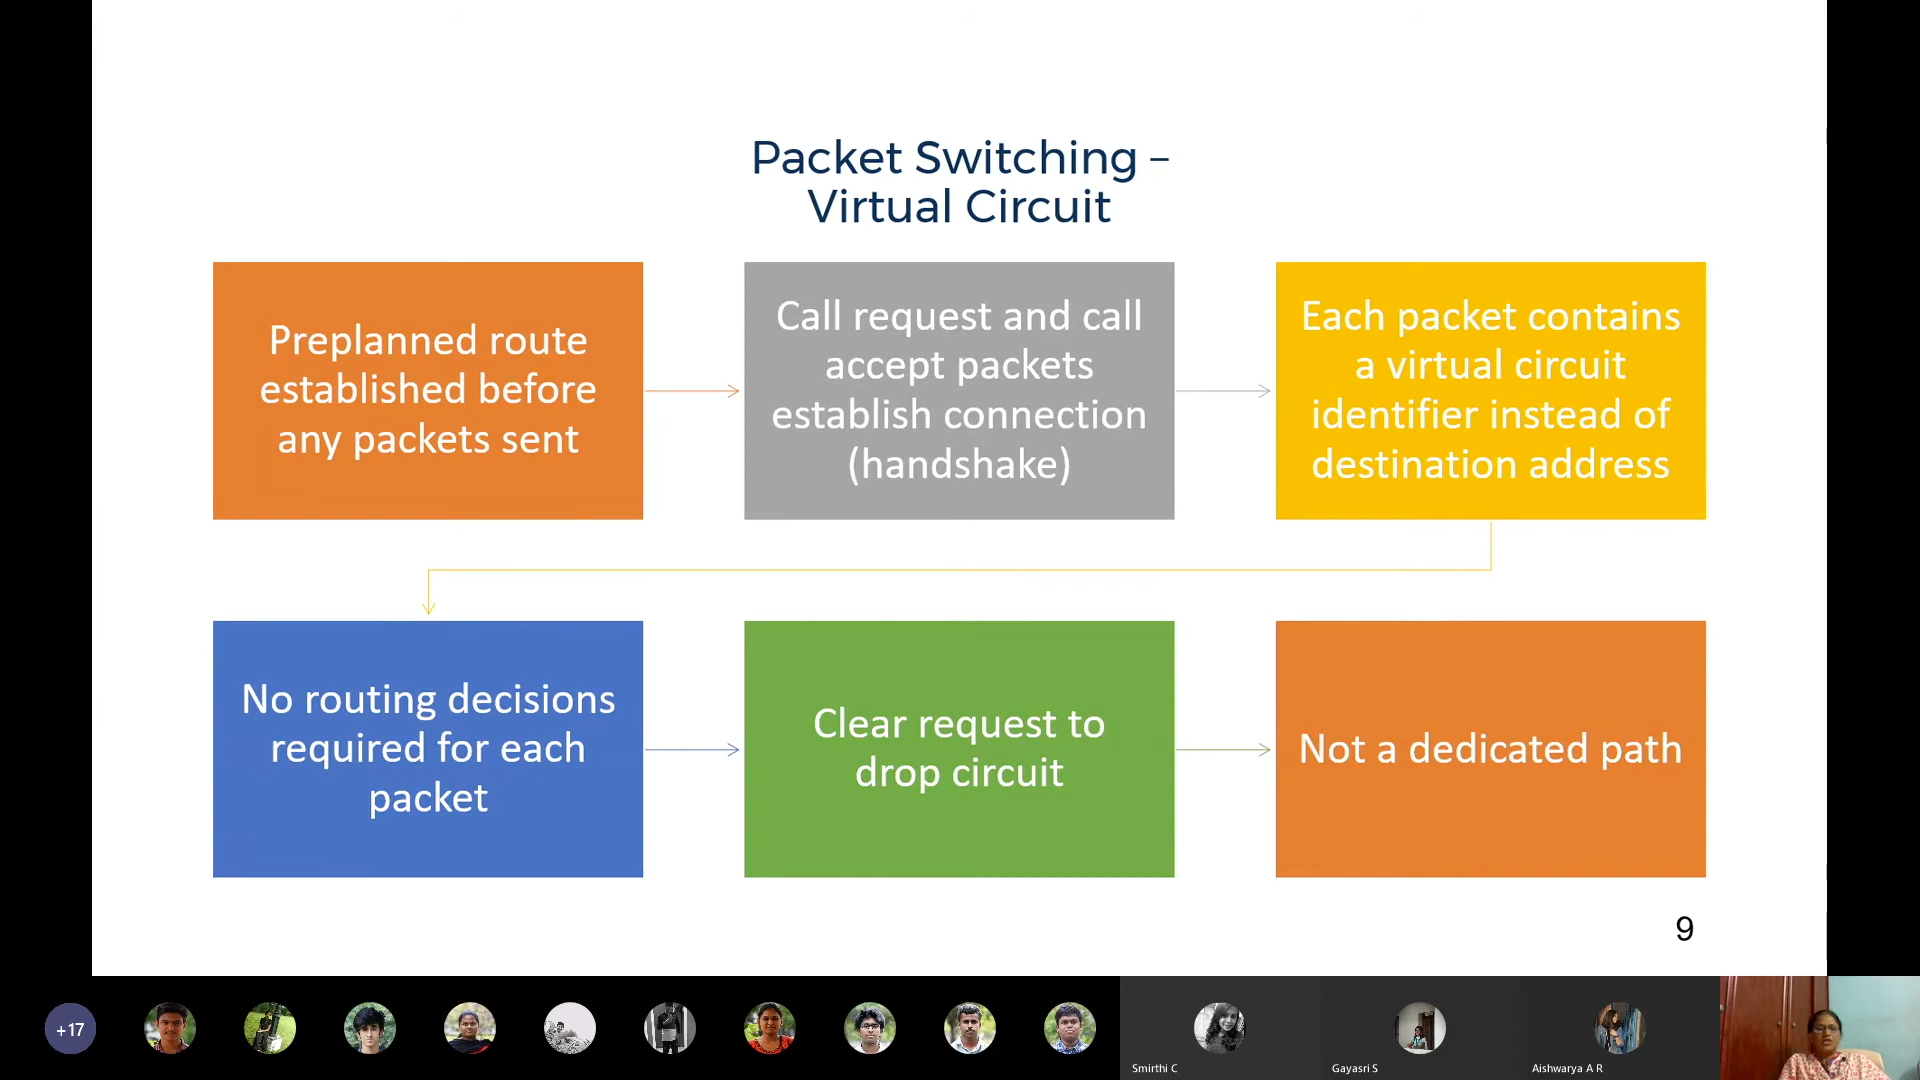 Packet Switching –
Virtual Circuit
Preplanned route
established before
any packets sent
Call request and call
accept packets
establish connection
(handshake)
Each packet contains
a virtual circuit
identifier instead of
destination address
No routing decisions
required for each
packet
Clear request to
drop circuit
Not a dedicated path
9
+17
Smirthi C
Gayasri S
Aishwarya A R